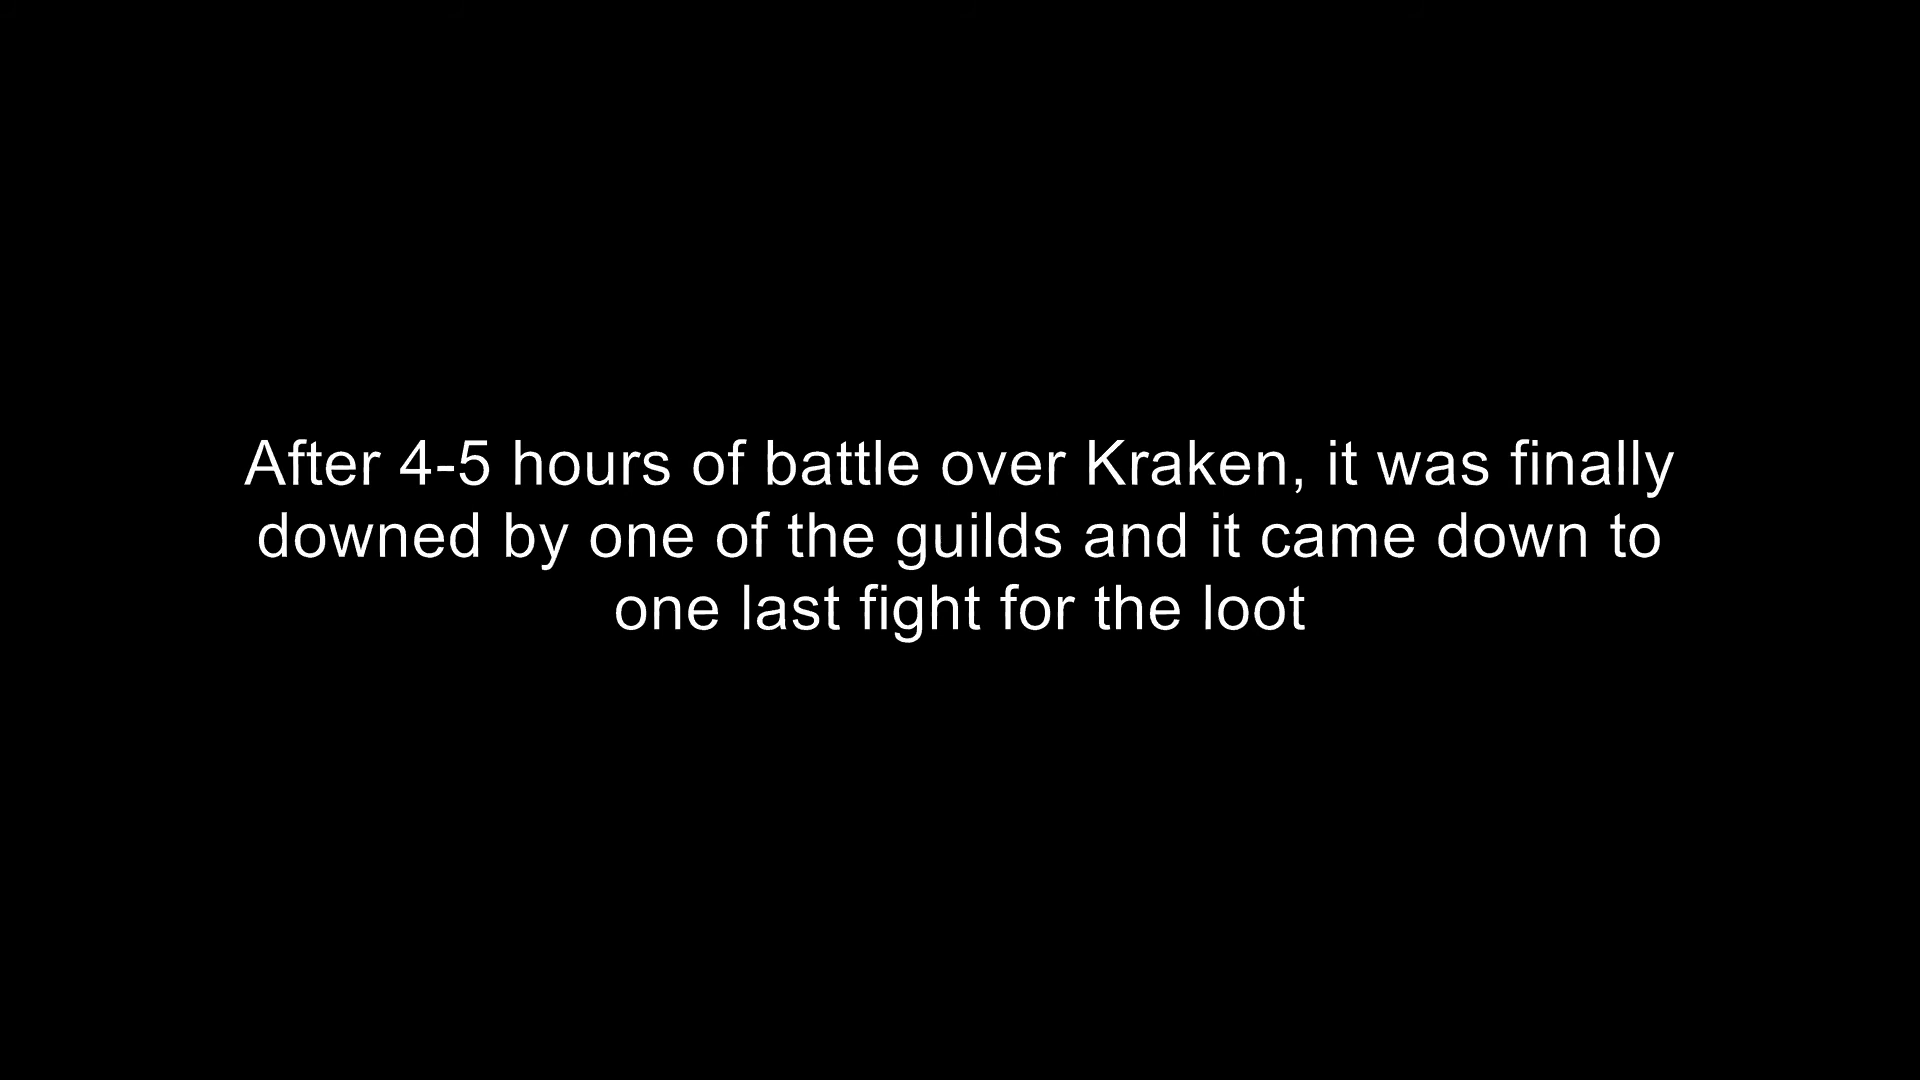 After 4-5 hours of battle over Kraken, it was finally
downed by one of the guilds and it came down to
one last fight for the loot